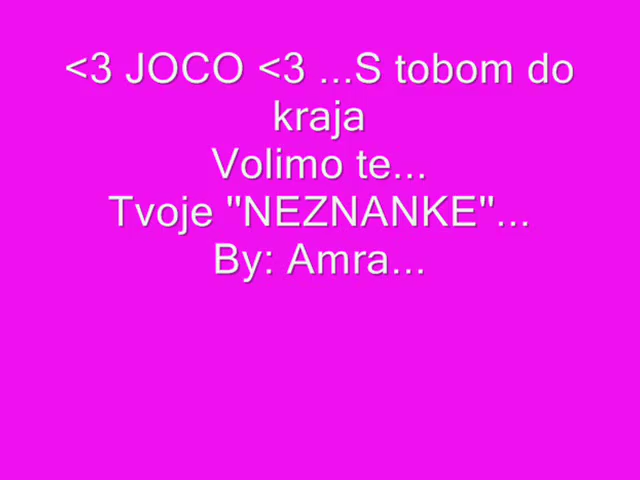 <3 JOCO <3 ...S tobom do
kraja
Volimo te...
Tvoje "NEZNANKE"...
By: Amra...